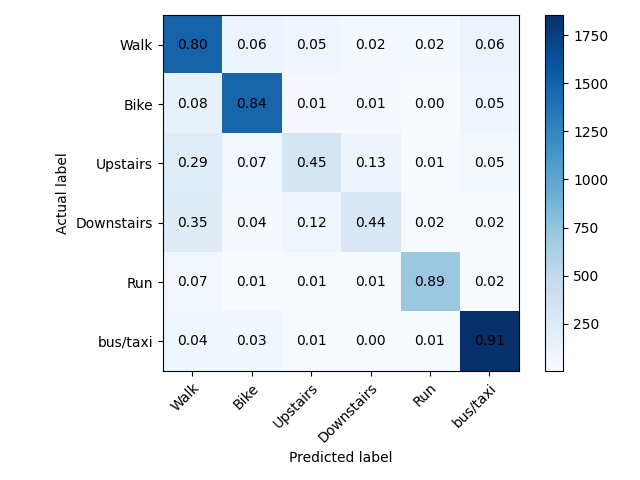 Walk 0.80 0.06 0.05 0.02 0.02 0.06
Bike 0.08 0.84 0.01 0.01 0.00 0.05
Upstairs 0.29 0.07 0.45 0.13 0.01 0.05
Downstairs 0.35 0.04 0.12 0.44 0.02 0.02
Run 0.07 0.01 0.01 0.01 0.89 0.02
bus/taxi 0.04 0.03 0.01 0.00 0.01 0.91
Walk Bike Upstairs Downstairs Run bus/taxi
Predicted label
Actual label
1750
1500
1250
1000
750
500
250